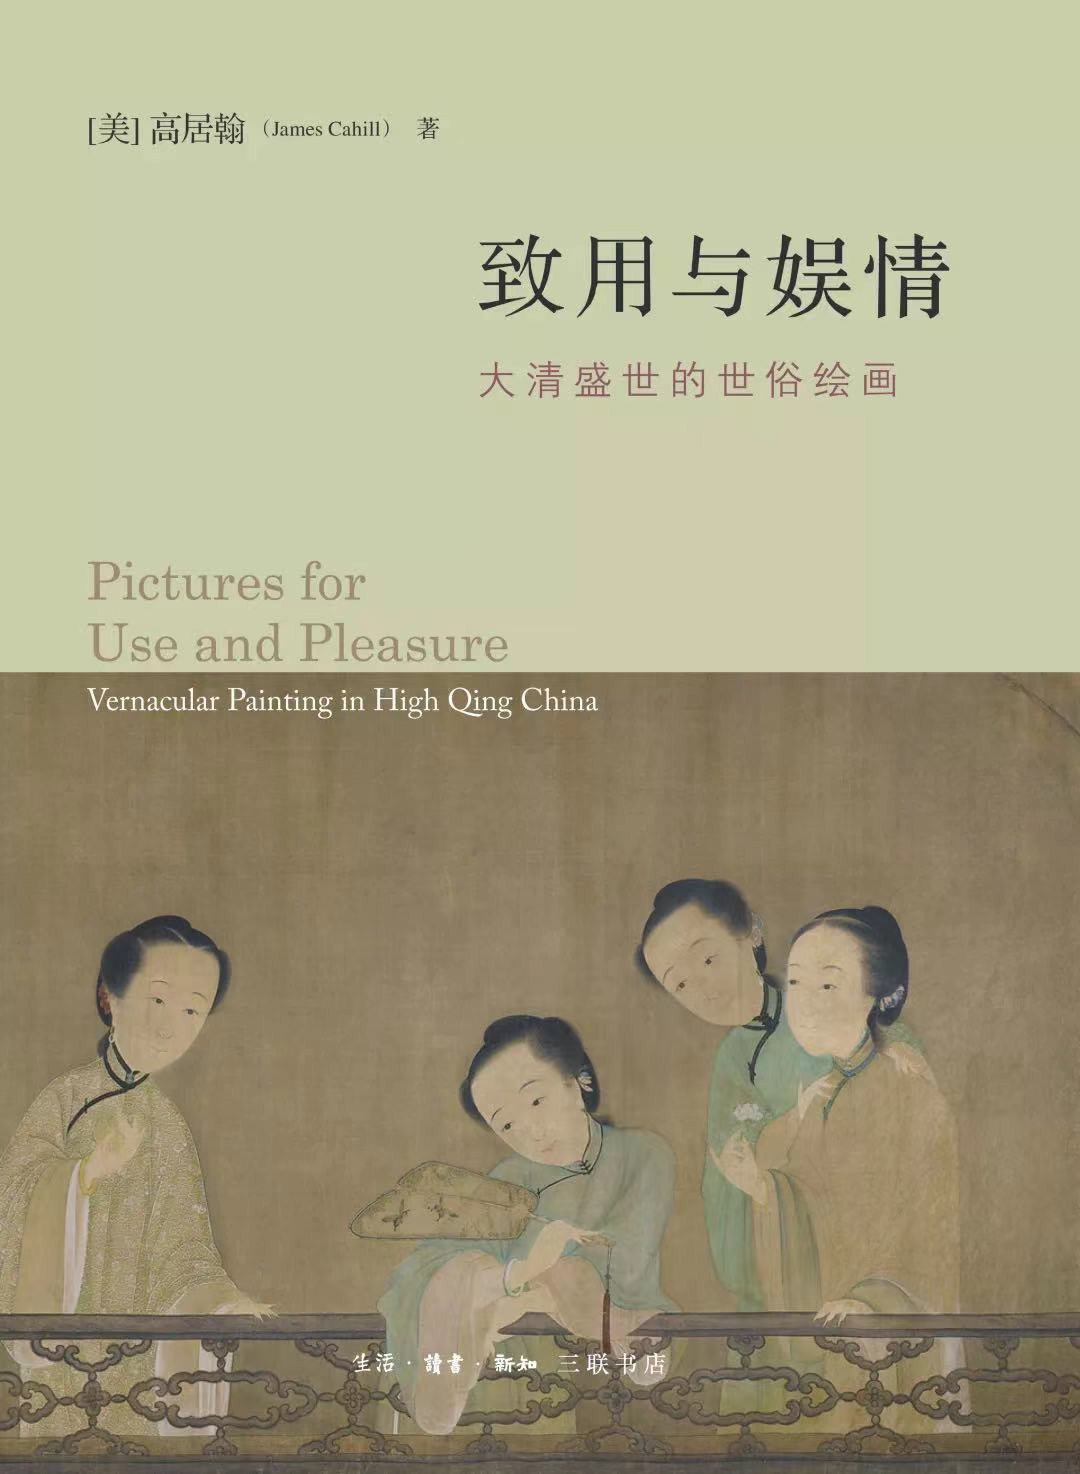 [美] 高居翰（James Cahill） 著
致用与娱情
大清盛世的世俗绘画
Pictures for
Use and Pleasure
Vernacular Painting in High Qing China
生活·讀書·新知 三联书店